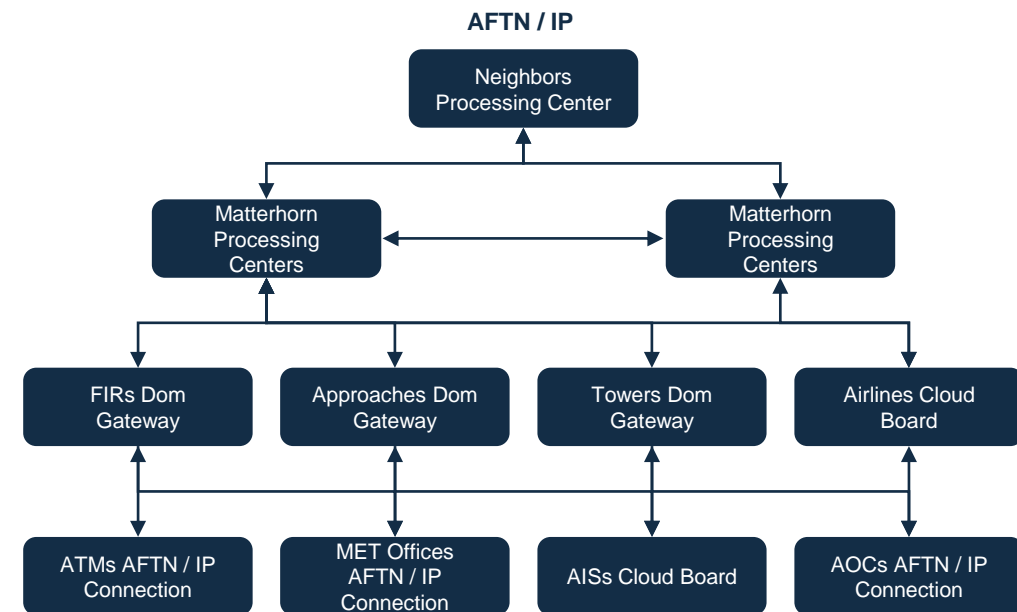 AFTN / IP
Neighbors
Processing Center
Matterhorn
Processing
Centers
Matterhorn
Processing
Centers
FIRs Dom
Gateway
Approaches Dom
Gateway
Towers Dom
Gateway
Airlines Cloud
Board
ATMs AFTN / IP
Connection
MET Offices
AFTN / IP
Connection
AISs Cloud Board
AOCs AFTN / IP
Connection